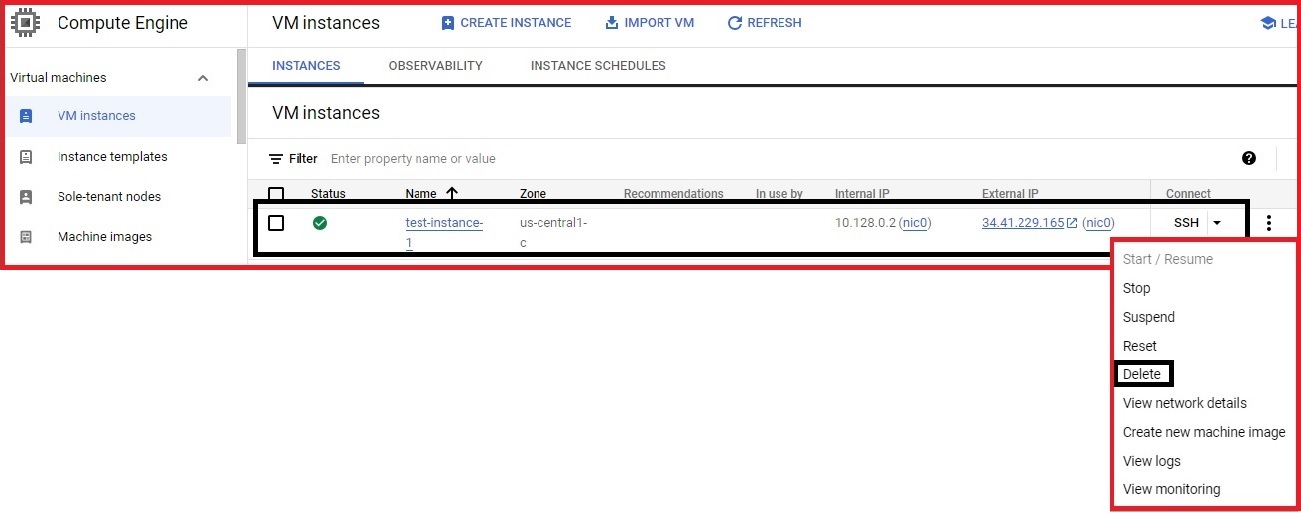 Compute Engine
VM instances
CREATE INSTANCE
IMPORT VM
REFRESH
Virtual machines
INSTANCES
OBSERVABILITY
INSTANCE SCHEDULES
VM instances
VM instances
Instance templates
Filter
Enter property name or value
Sole-tenant nodes
Status
Name
Zone
Recommendations
In use by
Internal IP
External IP
Connect
Machine images
test-instance-
1
us-central1-
c
10.128.0.2 (nic0)
34.41.229.165 (nic0)
SSH
Start / Resume
Stop
Suspend
Reset
Delete
View network details
Create new machine image
View logs
View monitoring